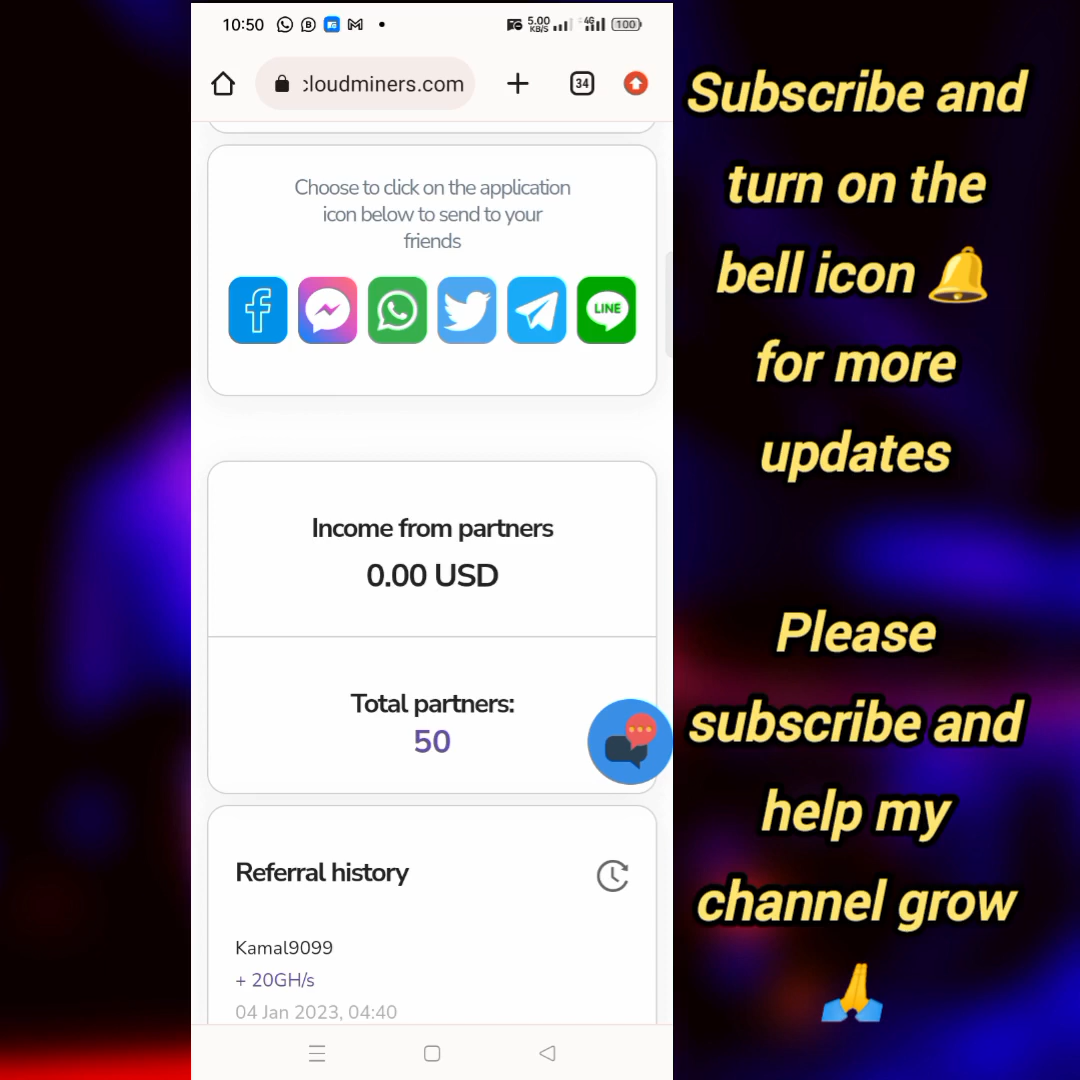 10:50
5.00
KB/S
4G
100
:loudminers.com
34
Choose to click on the application
icon below to send to your
friends
LINE
Income from partners
0.00 USD
Total partners:
50
Referral history
Kamal9099
+ 20GH/s
04 Jan 2023, 04:40
Subscribe and
turn on the
bell icon 🔔
for more
updates
Please
subscribe and
help my
channel grow
🙏